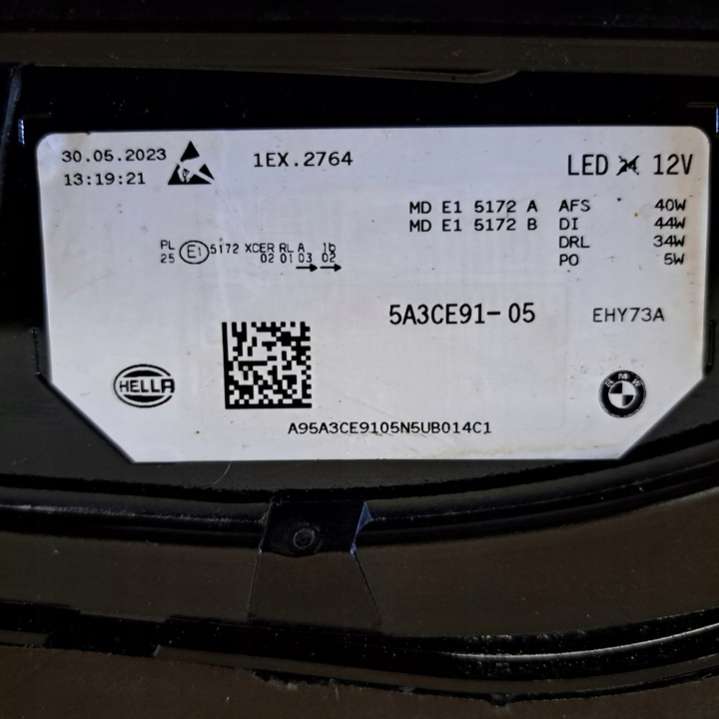 30.05.2023
13:19:21
1EX.2764
LED 24 12V
MD E1 5172 A AFS 40W
MD E1 5172 B DI 44W
DRL 34W
PO 5W
PL E1 5172 XCER RL A 1b
25 02 01 03 02
5A3CE91-05 EHY73A
HELLA
BMW
A95A3CE9105N5UB014C1